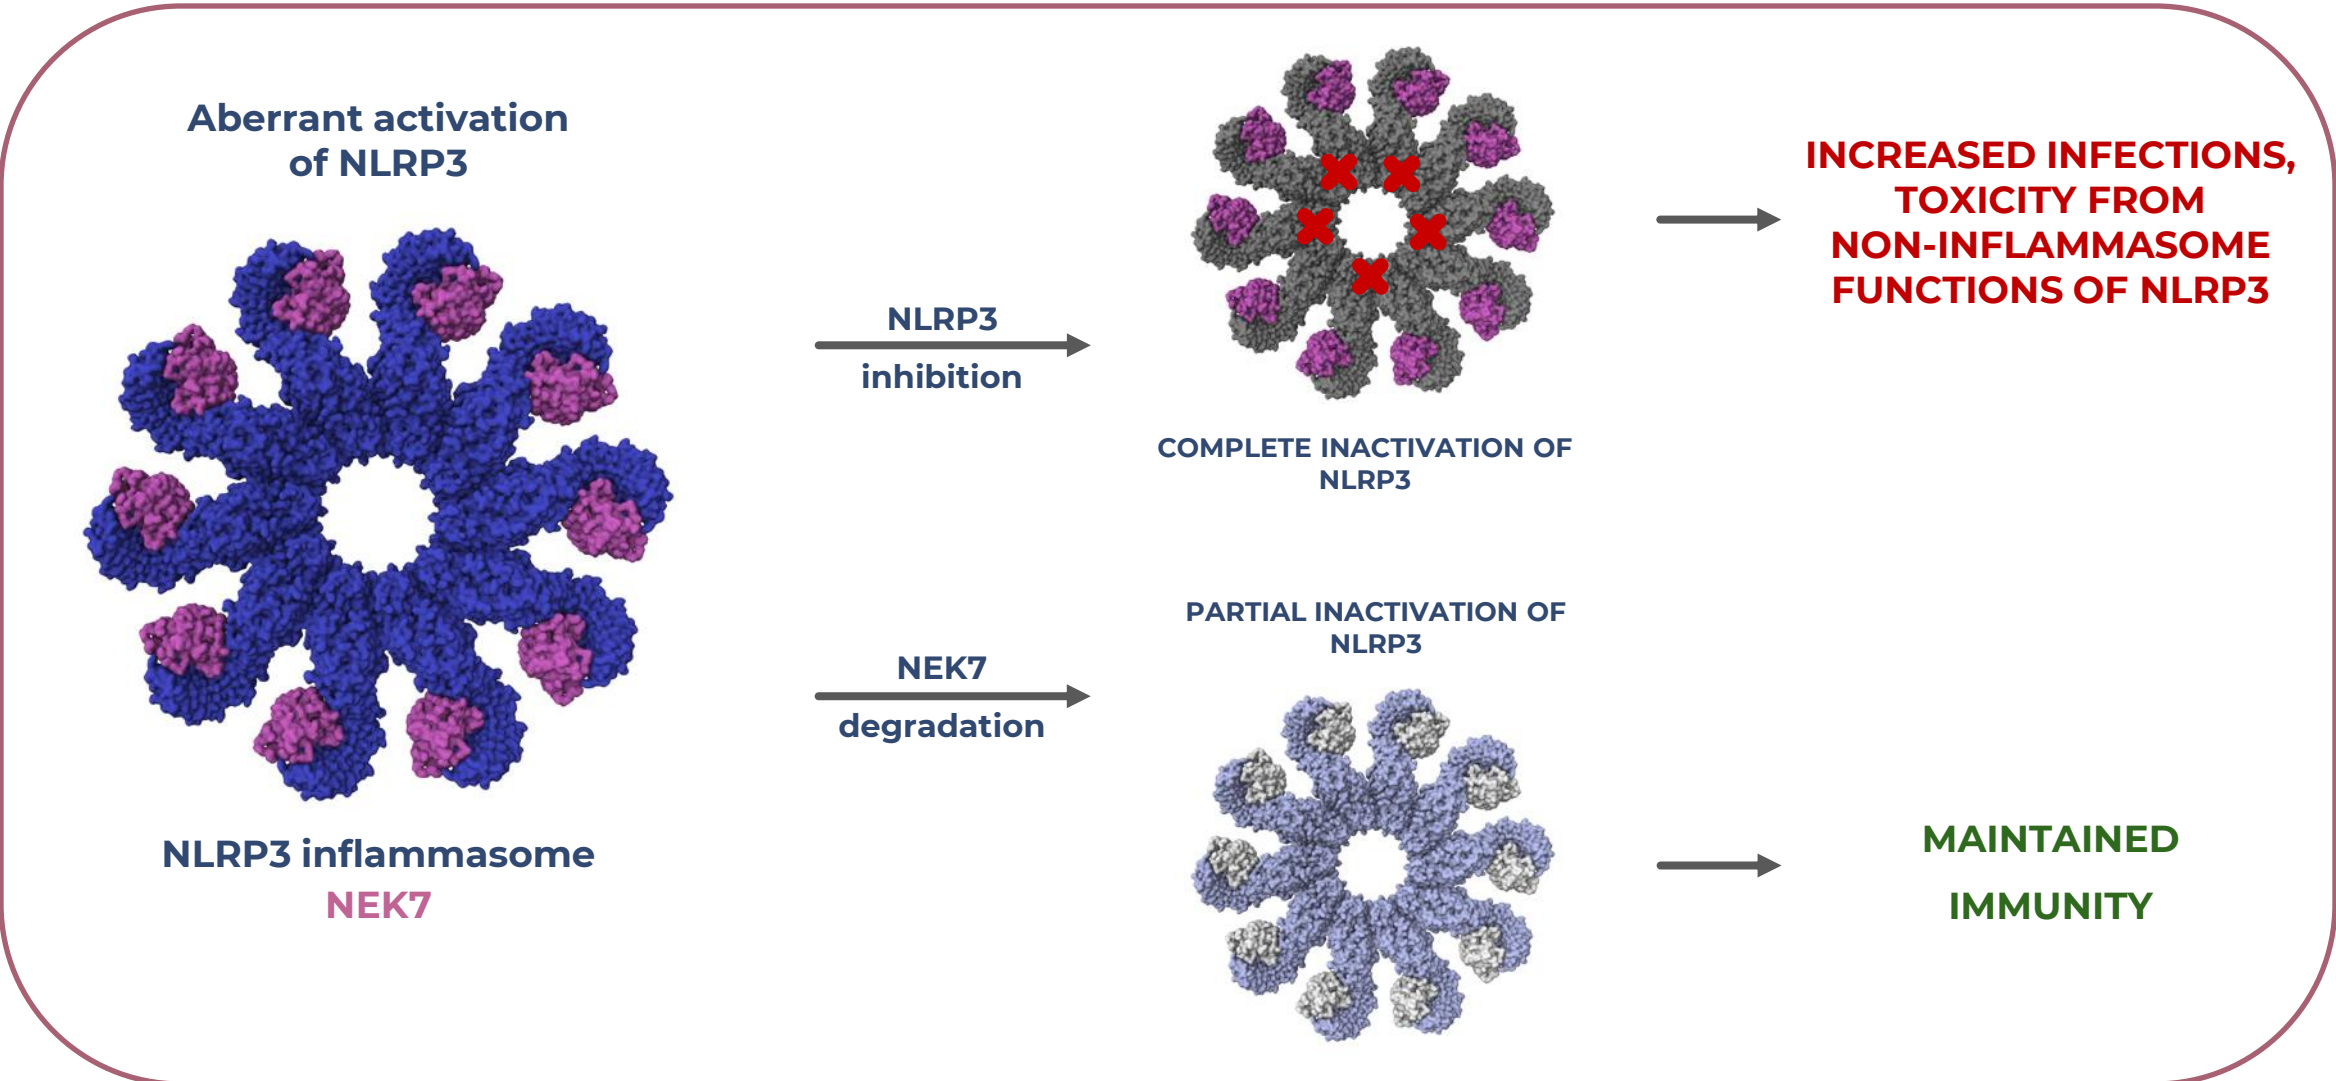 Aberrant activation
of NLRP3
NLRP3 inflammasome
NEK7
NLRP3
inhibition
COMPLETE INACTIVATION OF
NLRP3
INCREASED INFECTIONS,
TOXICITY FROM
NON-INFLAMMASOME
FUNCTIONS OF NLRP3
NEK7
degradation
PARTIAL INACTIVATION OF
NLRP3
MAINTAINED
IMMUNITY